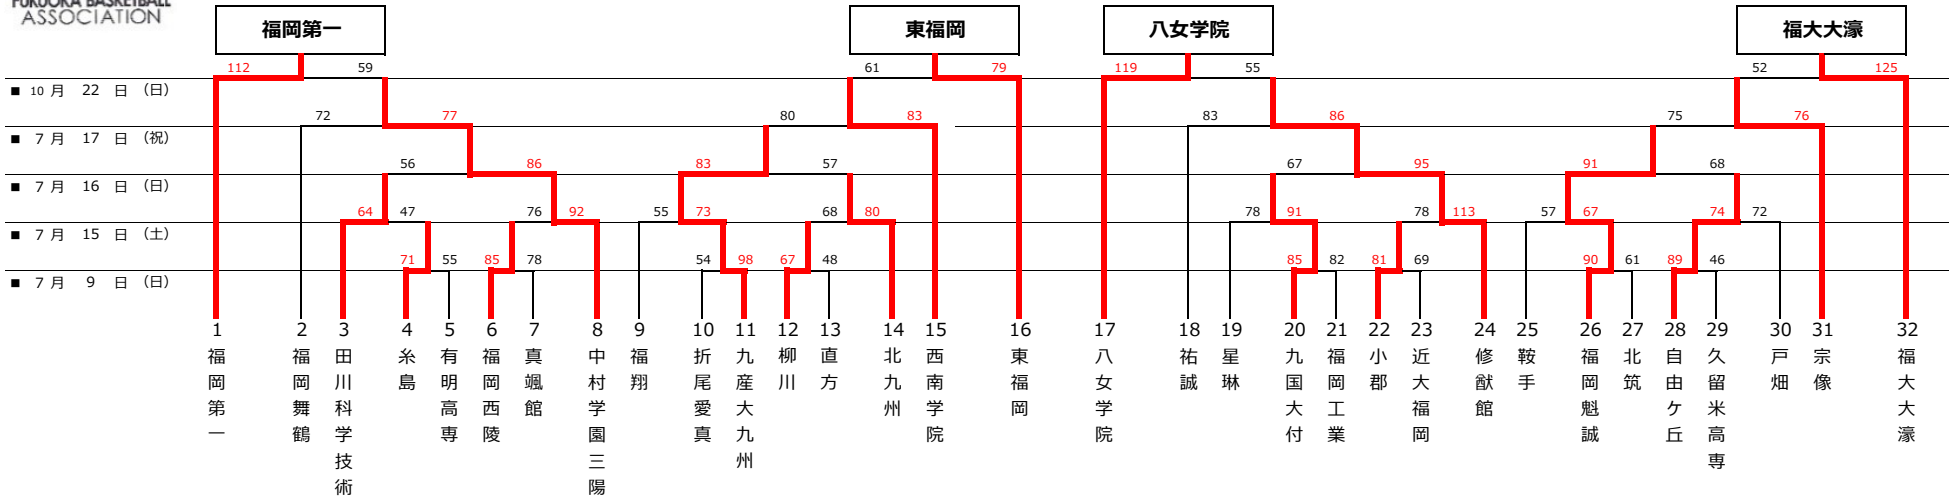 FUKUOKA BASKETBALL
ASSOCIATION
福岡第一 東福岡 八女学院 福大大濠
112 59 61 79 119 55 52 125
■ 10 月 22 日 (日)
72 77 80 83 83 86 75 76
■ 7 月 17 日 (祝)
56 86 83 57 67 95 91 68
■ 7 月 16 日 (日)
64 47 76 92 55 73 68 80 78 91 78 113 57 67 74 72
■ 7 月 15 日 (土)
71 55 85 78 54 98 67 48 85 82 81 69 90 61 89 46
■ 7 月 9 日 (日)
1 2 3 4 5 6 7 8 9 10 11 12 13 14 15 16 17 18 19 20 21 22 23 24 25 26 27 28 29 30 31 32
福岡第一
福岡舞鶴
田川科学技術
糸島
有明高専
福岡西陵
真颯館
中村学園三陽
福翔
折尾愛真
九産大九州
柳川
直方
北九州
西南学院
東福岡
八女学院
祐誠
星琳
九国大付
福岡工業
小郡
近大福岡
修猷館
鞍手
福岡魁誠
北筑
自由ケ丘
久留米高専
戸畑
宗像
福大大濠